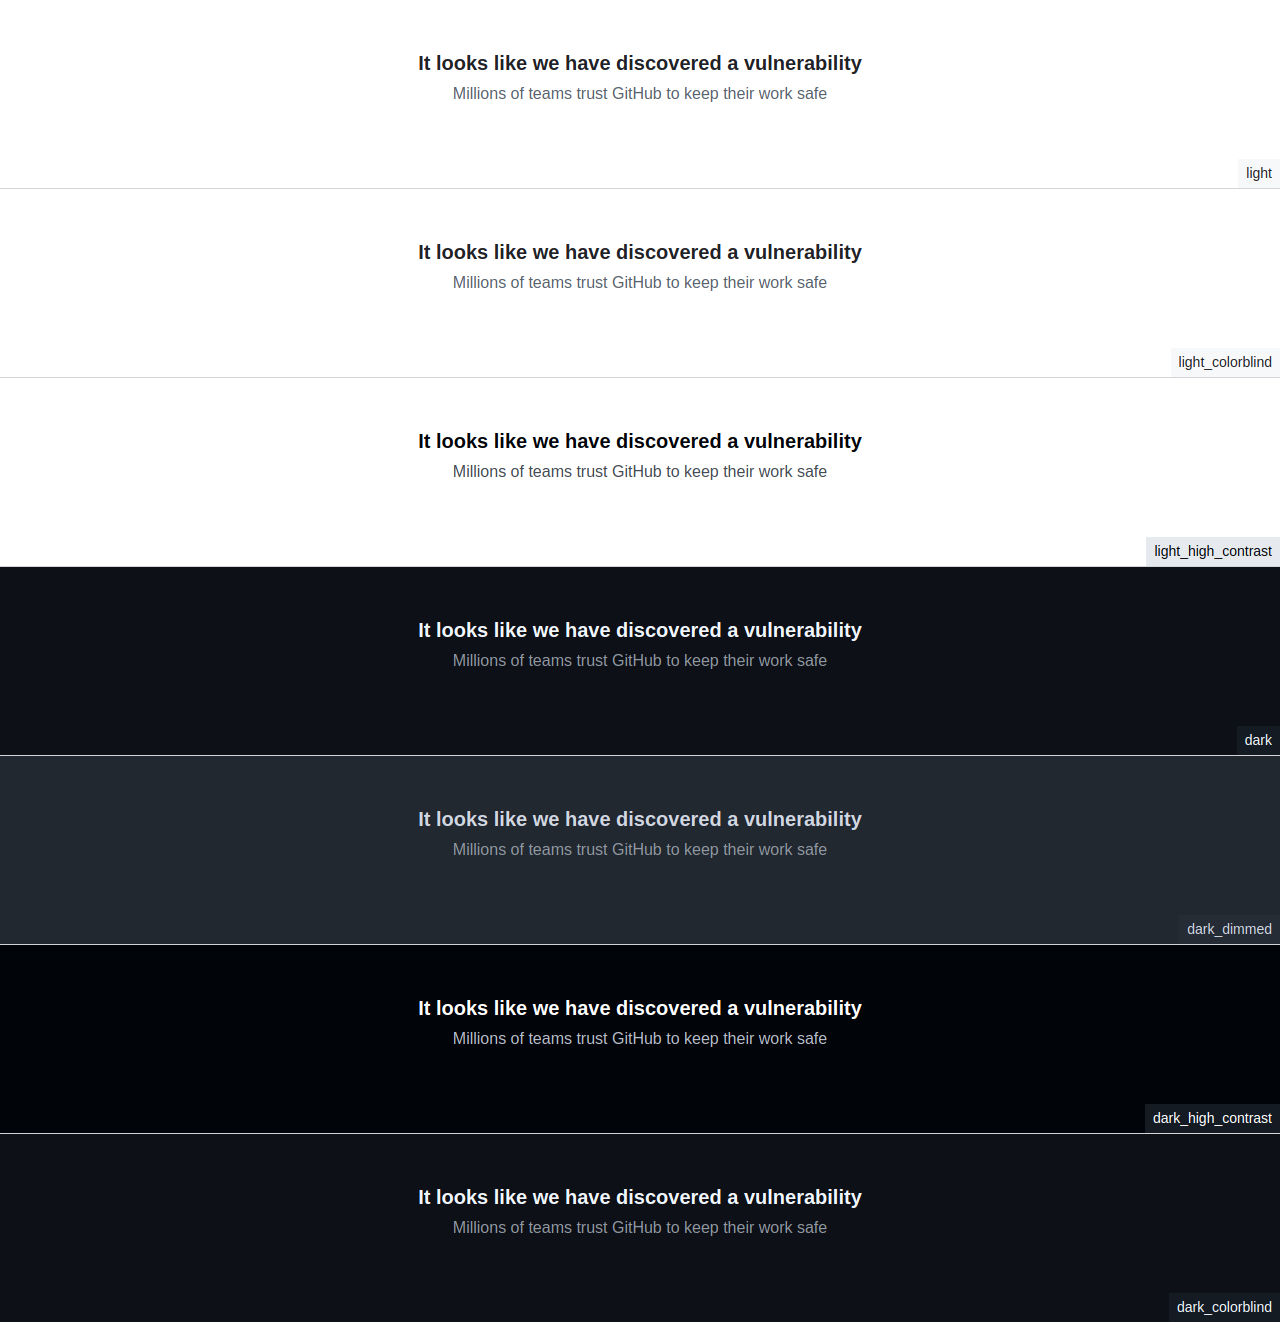 It looks like we have discovered a vulnerability
Millions of teams trust GitHub to keep their work safe
light
It looks like we have discovered a vulnerability
Millions of teams trust GitHub to keep their work safe
light_colorblind
It looks like we have discovered a vulnerability
Millions of teams trust GitHub to keep their work safe
light_high_contrast
It looks like we have discovered a vulnerability
Millions of teams trust GitHub to keep their work safe
dark
It looks like we have discovered a vulnerability
Millions of teams trust GitHub to keep their work safe
dark_dimmed
It looks like we have discovered a vulnerability
Millions of teams trust GitHub to keep their work safe
dark_high_contrast
It looks like we have discovered a vulnerability
Millions of teams trust GitHub to keep their work safe
dark_colorblind